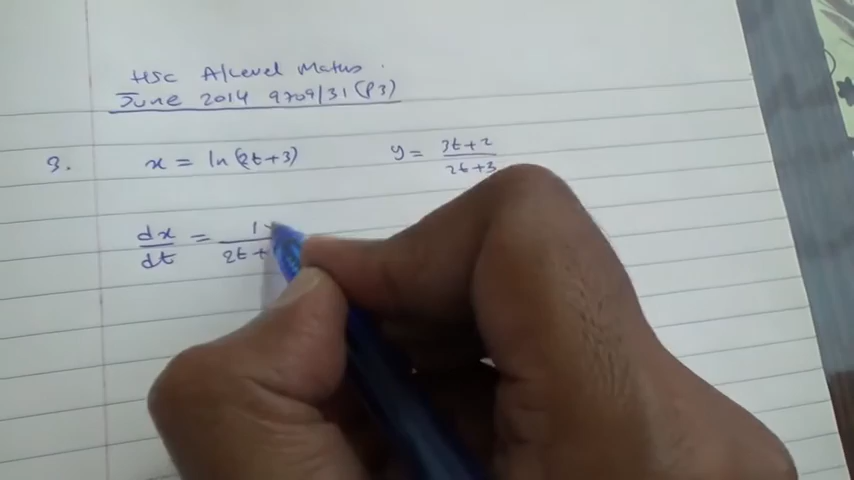 HSC A/Level Maths.
June 2014 9709/31 (P3)
3. x = ln(2t+3) y = 3t+2 / 2t+3
dx/dt = 1× / 2t+